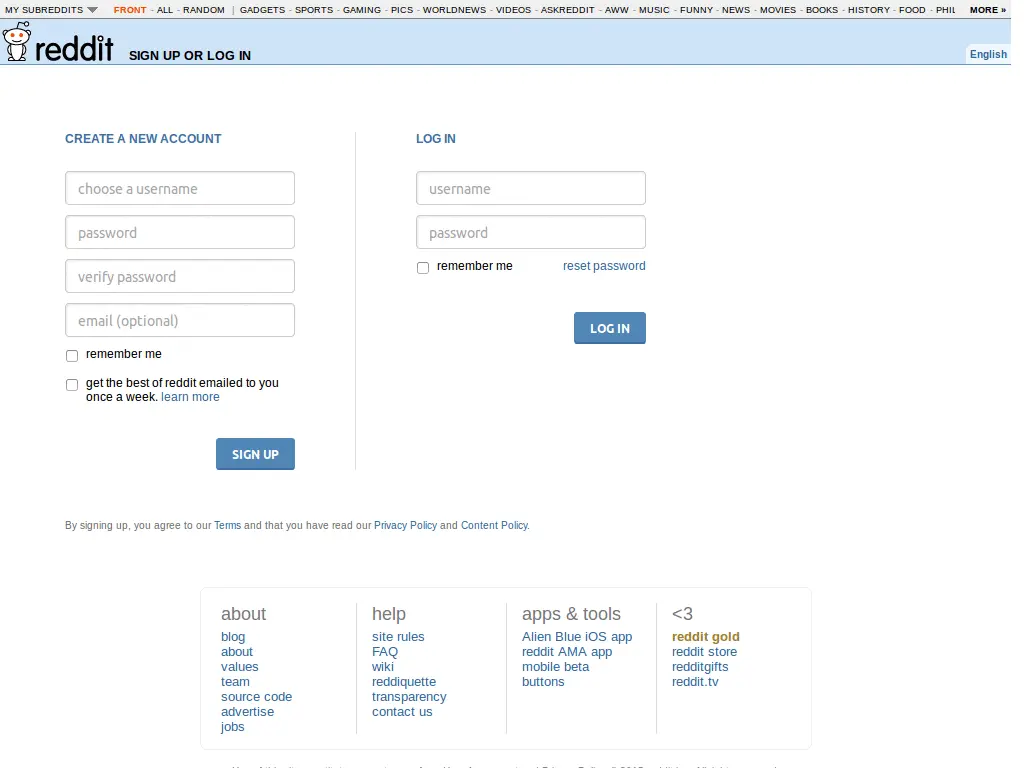 MY SUBREDDITS FRONT - ALL - RANDOM | GADGETS - SPORTS - GAMING - PICS - WORLDNEWS - VIDEOS - ASKREDDIT - AWW - MUSIC - FUNNY - NEWS - MOVIES - BOOKS - HISTORY - FOOD - PHIL MORE »
reddit SIGN UP OR LOG IN English
CREATE A NEW ACCOUNT
choose a username
password
verify password
email (optional)
remember me
get the best of reddit emailed to you
once a week. learn more
SIGN UP
LOG IN
username
password
remember me reset password
LOG IN
By signing up, you agree to our Terms and that you have read our Privacy Policy and Content Policy.
about
blog
about
values
team
source code
advertise
jobs
help
site rules
FAQ
wiki
reddiquette
transparency
contact us
apps & tools
Alien Blue iOS app
reddit AMA app
mobile beta
buttons
<3
reddit gold
reddit store
redditgifts
reddit.tv